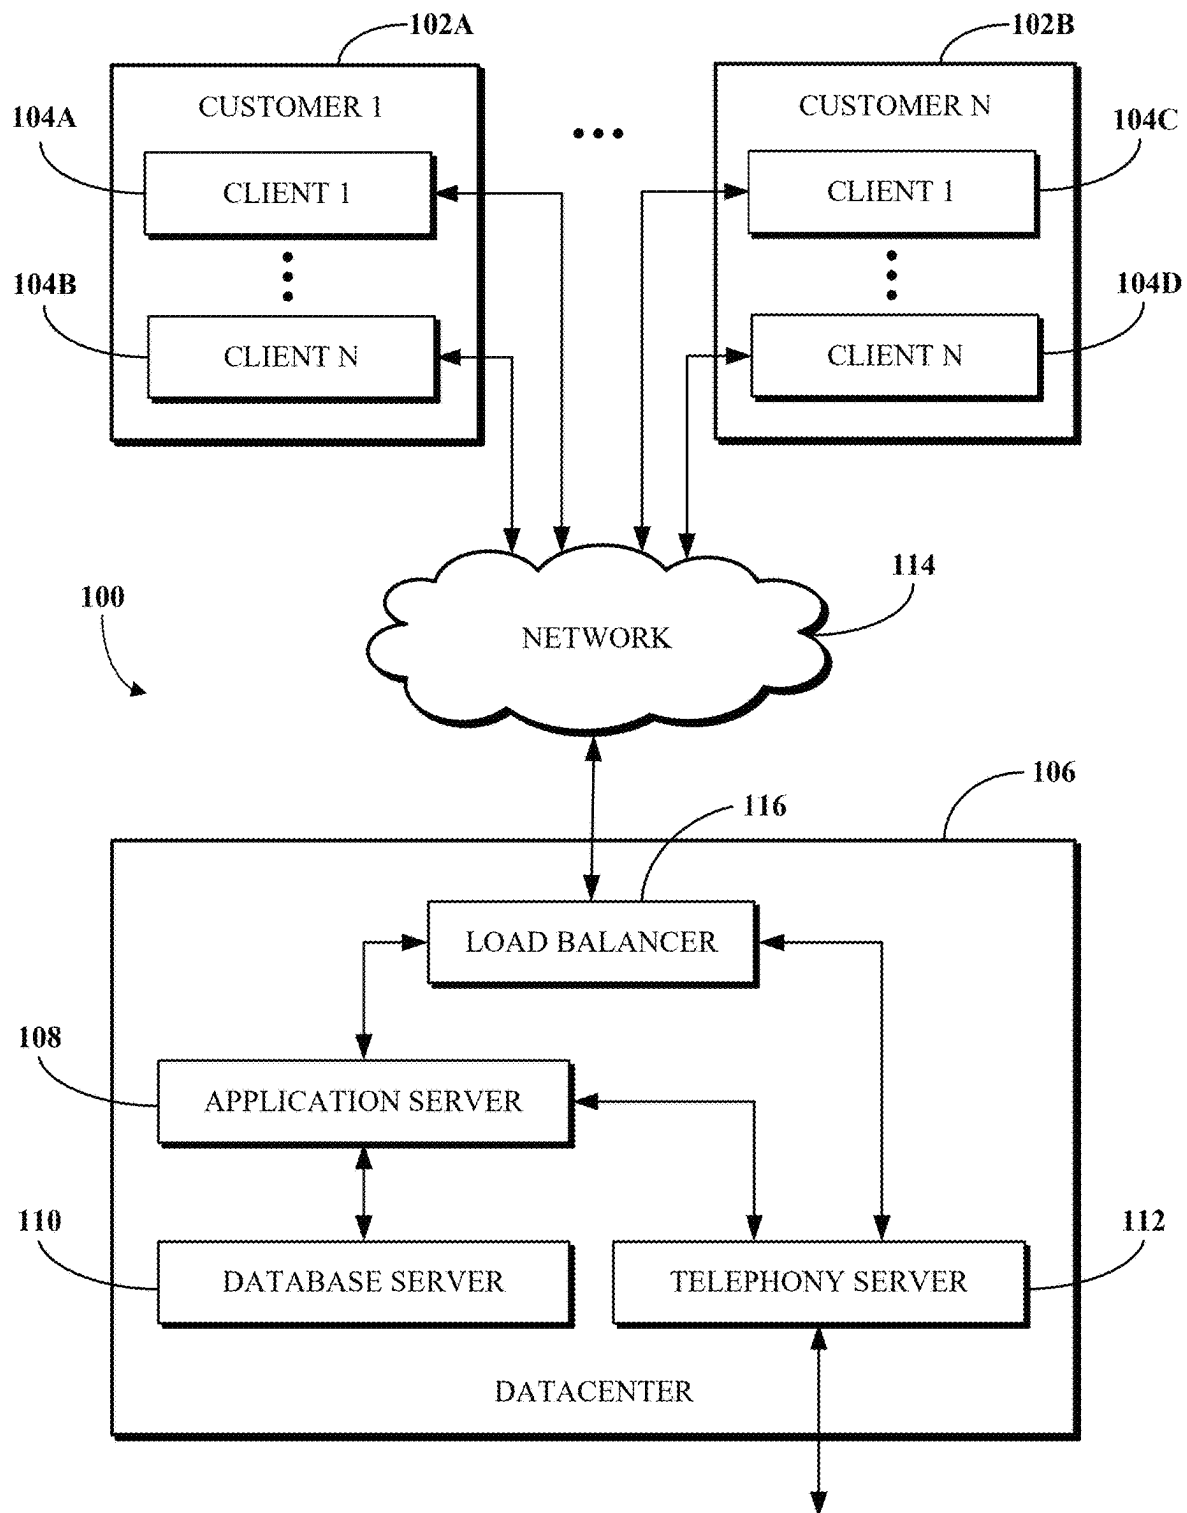 102A
102B
CUSTOMER 1
CUSTOMER N
104A
104C
CLIENT 1
CLIENT 1
104B
104D
CLIENT N
CLIENT N
114
100
NETWORK
106
116
LOAD BALANCER
108
APPLICATION SERVER
110
112
DATABASE SERVER
TELEPHONY SERVER
DATACENTER